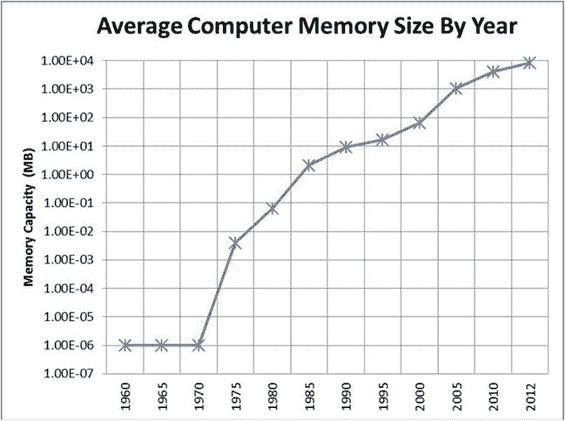 Average Computer Memory Size By Year
1.00E+04
1.00E+03
1.00E+02
1.00E+01
1.00E+00
1.00E-01
1.00E-02
1.00E-03
1.00E-04
1.00E-05
1.00E-06
1.00E-07
Memory Capacity (MB)
1960
1965
1970
1975
1980
1985
1990
1995
2000
2005
2010
2012